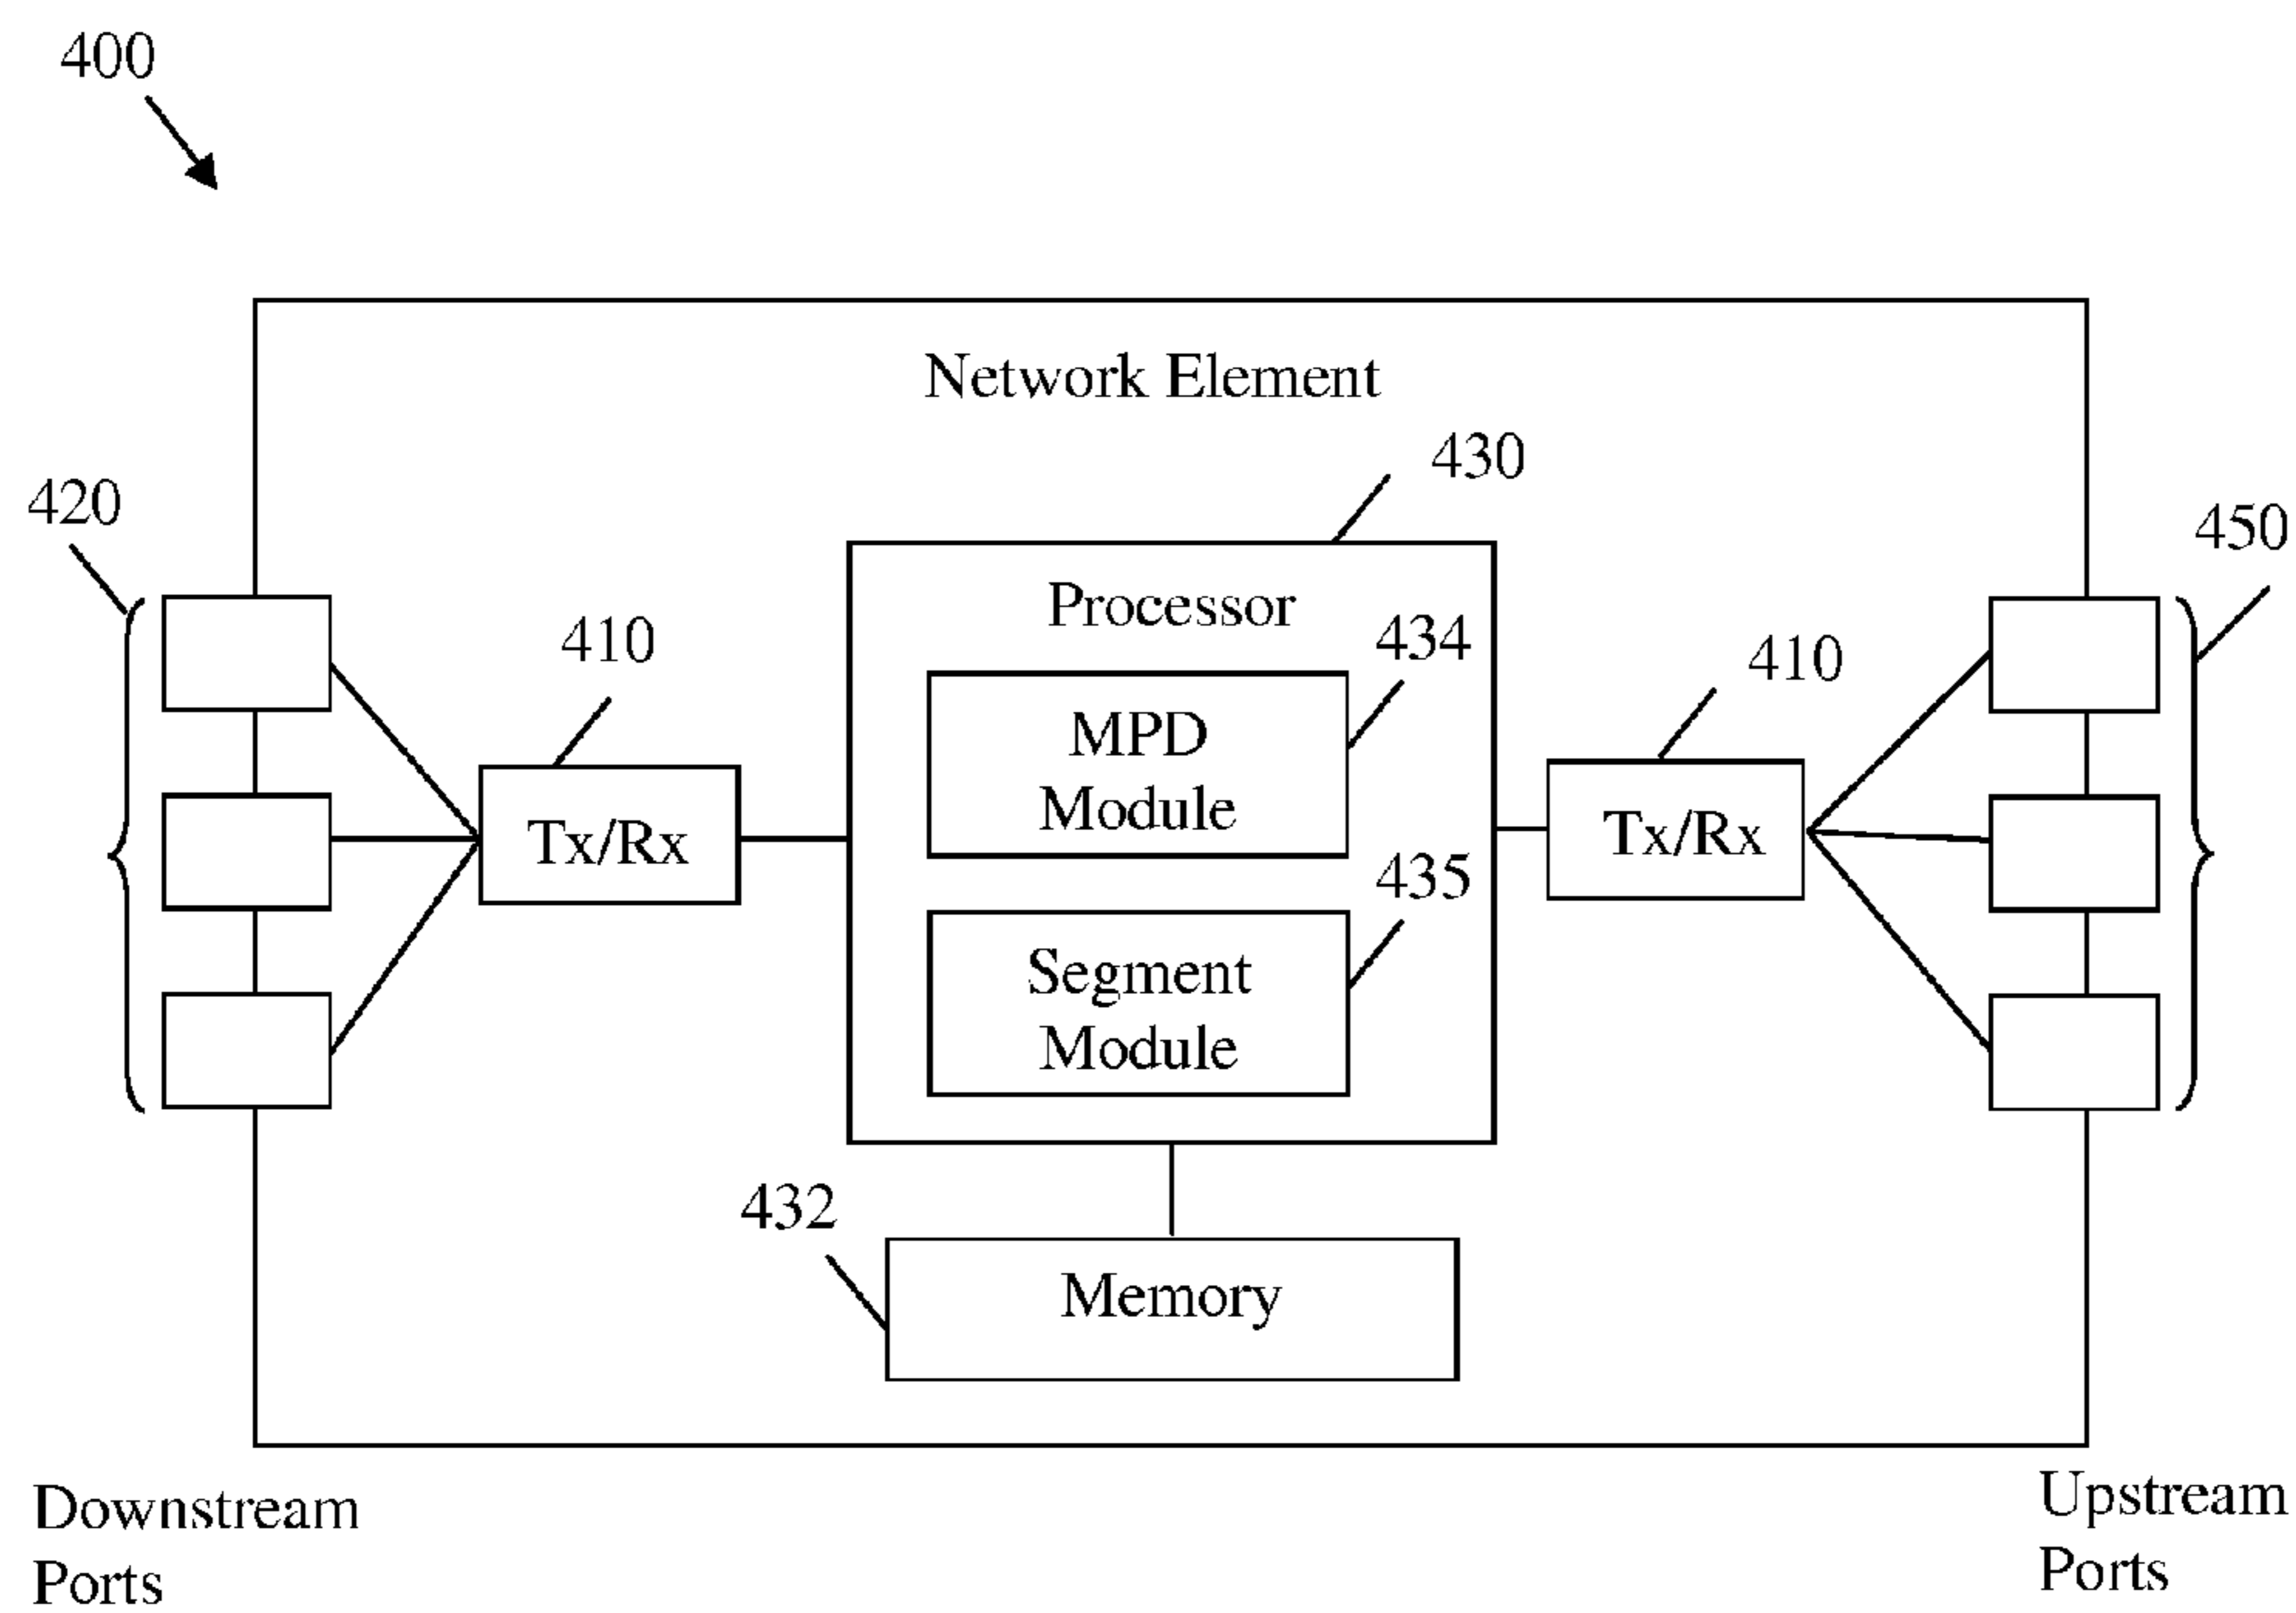 400
Network Element
430
420
450
Processor
434
410
410
MPD
Module
Tx/Rx
Tx/Rx
435
Segment
Module
432
Memory
Downstream
Ports
Upstream
Ports